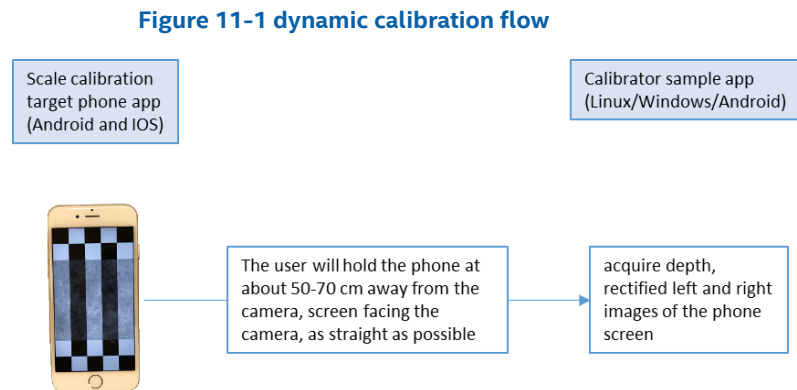 Figure 11-1 dynamic calibration flow
Scale calibration
target phone app
(Android and IOS)
Calibrator sample app
(Linux/Windows/Android)
The user will hold the phone at
about 50-70 cm away from the
camera, screen facing the
camera, as straight as possible
acquire depth,
rectified left and right
images of the phone
screen